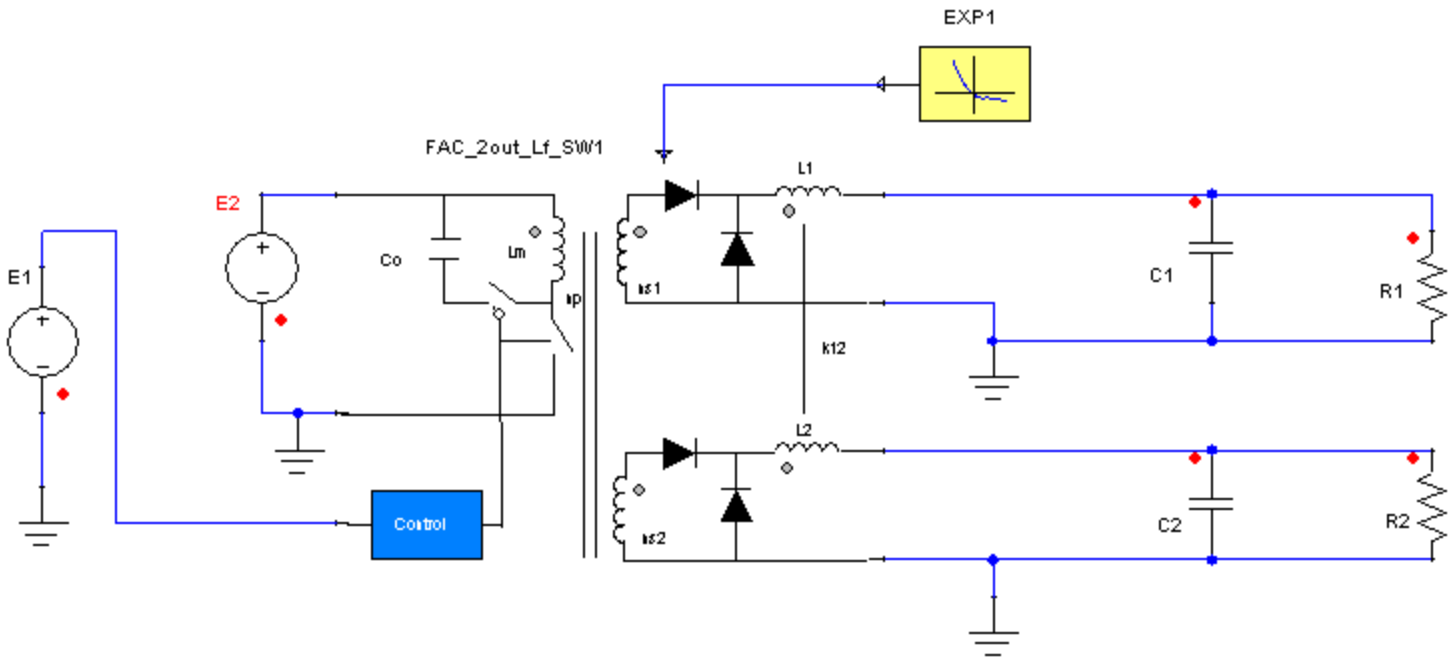 EXP1
FAC_2out_Lf_SW1
L1
E2
Co
Lm
E1
np
ns1
C1
R1
k12
L2
Control
ns2
C2
R2